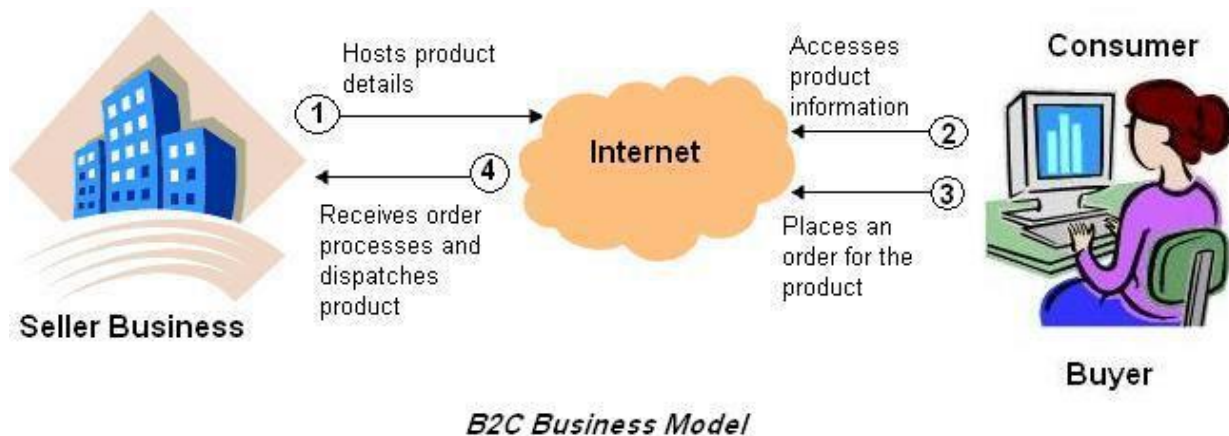 Hosts product
details
1
4
Receives order
processes and
dispatches
product
Seller Business
Internet
Accesses
product
information
2
3
Places an
order for the
product
Consumer
Buyer
B2C Business Model